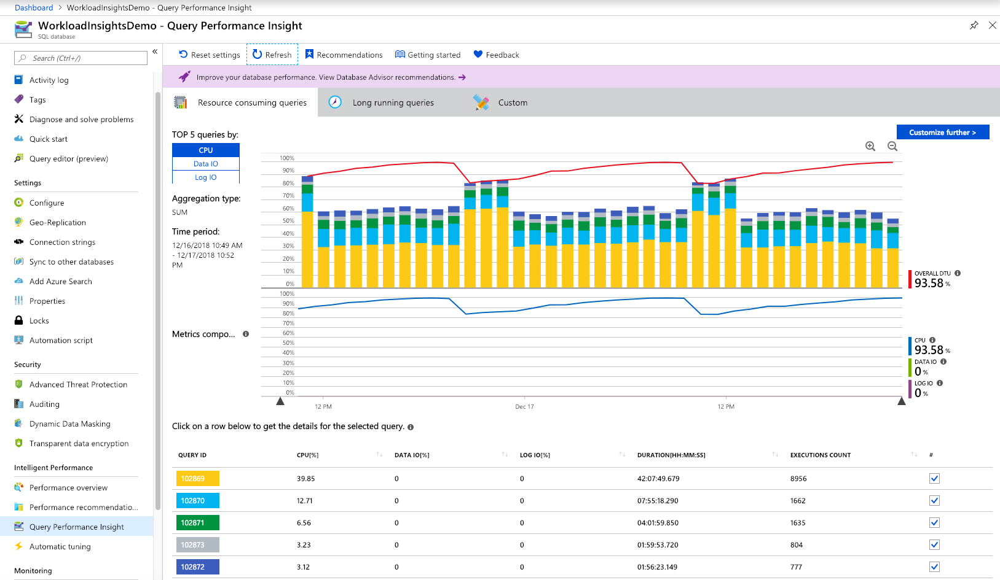 Dashboard > WorkloadInsightsDemo - Query Performance Insight
WorkloadInsightsDemo - Query Performance Insight
SQL database
Search (Ctrl+/)
«
Activity log
Tags
Diagnose and solve problems
Quick start
Query editor (preview)
Settings
Configure
Geo-Replication
Connection strings
Sync to other databases
Add Azure Search
Properties
Locks
Automation script
Security
Advanced Threat Protection
Auditing
Dynamic Data Masking
Transparent data encryption
Intelligent Performance
Performance overview
Performance recommendatio...
Query Performance Insight
Automatic tuning
Monitoring
Reset settings Refresh Recommendations Getting started Feedback
Improve your database performance. View Database Advisor recommendations. →
Resource consuming queries Long running queries Custom
Customize further >
TOP 5 queries by:
CPU
Data IO
Log IO
Aggregation type:
SUM
Time period:
12/16/2018 10:49 AM
- 12/17/2018 10:52
PM
100%
90%
80%
70%
60%
50%
40%
30%
20%
10%
0%
OVERALL DTU
93.58 %
Metrics compo...
100%
90%
80%
70%
60%
50%
40%
30%
20%
10%
0%
12 PM Dec 17 12 PM
CPU
93.58 %
DATA IO
0 %
LOG IO
0 %
Click on a row below to get the details for the selected query.
QUERY ID CPU[%] DATA IO[%] LOG IO[%] DURATION[HH:MM:SS] EXECUTIONS COUNT #
102869 39.85 0 0 42:07:49.679 8956
102870 12.71 0 0 07:55:18.290 1662
102871 6.56 0 0 04:01:59.850 1635
102873 3.23 0 0 01:59:53.720 804
102872 3.12 0 0 01:56:23.149 777